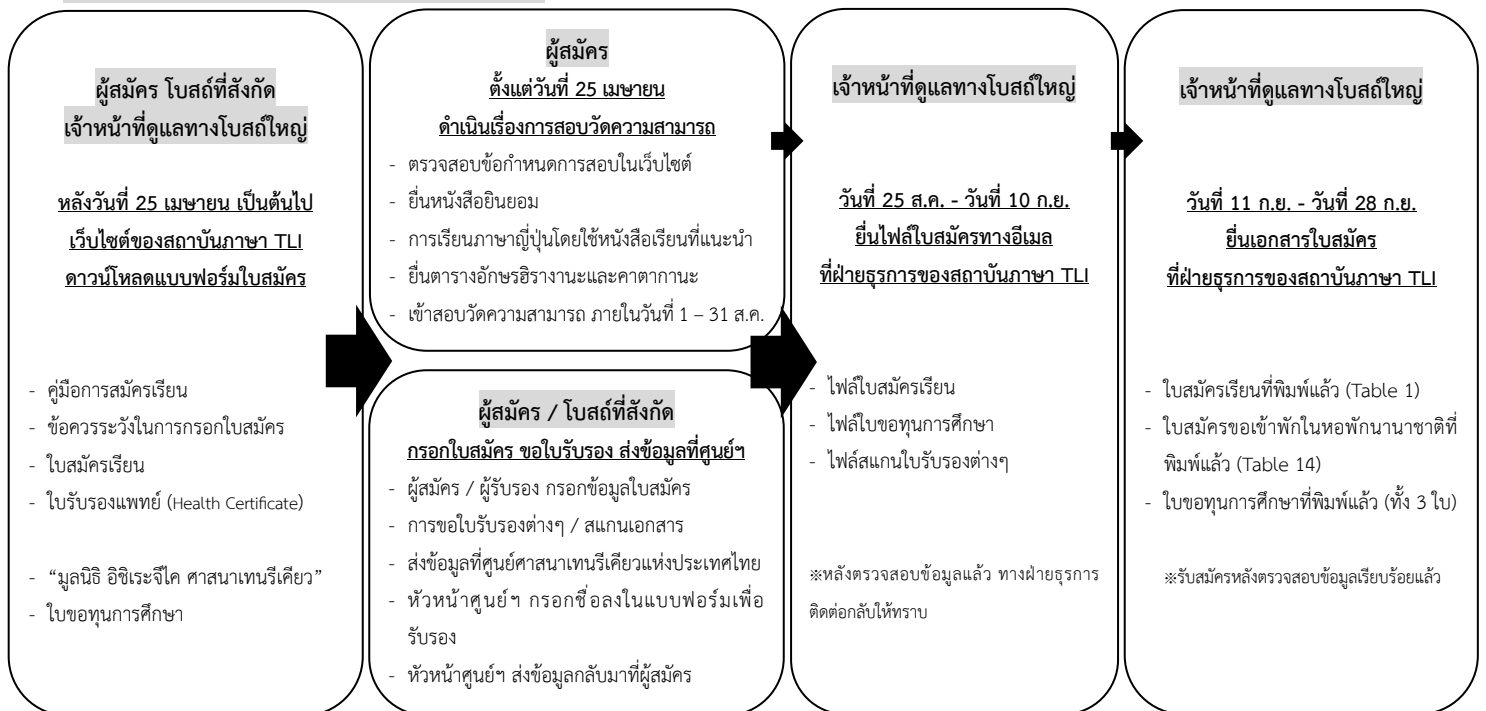 ผู้สมัคร โบสถ์ที่สังกัด
เจ้าหน้าที่ดูแลทางโบสถ์ใหญ่
หลังวันที่ 25 เมษายน เป็นต้นไป
เว็บไซต์ของสถาบันภาษา TLI
ดาวน์โหลดแบบฟอร์มใบสมัคร
- คู่มือการสมัครเรียน
- ข้อควรระวังในการกรอกใบสมัคร
- ใบสมัครเรียน
- ใบรับรองแพทย์ (Health Certificate)
- “มูลนิธิ อิชิเระจีไค ศาสนาเทนรีเคียว”
- ใบขอทุนการศึกษา
ผู้สมัคร
ตั้งแต่วันที่ 25 เมษายน
ดำเนินเรื่องการสอบวัดความสามารถ
- ตรวจสอบข้อกำหนดการสอบในเว็บไซต์
- ยื่นหนังสือยินยอม
- การเรียนภาษาญี่ปุ่นโดยใช้หนังสือเรียนที่แนะนำ
- ยื่นตารางอักษรฮิรางานะและคาตากานะ
- เข้าสอบวัดความสามารถ ภายในวันที่ 1 – 31 ส.ค.
ผู้สมัคร / โบสถ์ที่สังกัด
กรอกใบสมัคร ขอใบรับรอง ส่งข้อมูลที่ศูนย์ฯ
- ผู้สมัคร / ผู้รับรอง กรอกข้อมูลใบสมัคร
- การขอใบรับรองต่างๆ / สแกนเอกสาร
- ส่งข้อมูลที่ศูนย์ศาสนาเทนรีเคียวแห่งประเทศไทย
- หัวหน้าศูนย์ฯ กรอกชื่อลงในแบบฟอร์มเพื่อ
รับรอง
- หัวหน้าศูนย์ฯ ส่งข้อมูลกลับมาที่ผู้สมัคร
เจ้าหน้าที่ดูแลทางโบสถ์ใหญ่
วันที่ 25 ส.ค. - วันที่ 10 ก.ย.
ยื่นไฟล์ใบสมัครทางอีเมล
ที่ฝ่ายธุรการของสถาบันภาษา TLI
- ไฟล์ใบสมัครเรียน
- ไฟล์ใบขอทุนการศึกษา
- ไฟล์สแกนใบรับรองต่างๆ
※หลังตรวจสอบข้อมูลแล้ว ทางฝ่ายธุรการ
ติดต่อกลับให้ทราบ
เจ้าหน้าที่ดูแลทางโบสถ์ใหญ่
วันที่ 11 ก.ย. - วันที่ 28 ก.ย.
ยื่นเอกสารใบสมัคร
ที่ฝ่ายธุรการของสถาบันภาษา TLI
- ใบสมัครเรียนที่พิมพ์แล้ว (Table 1)
- ใบสมัครขอเข้าพักในหอพักนานาชาติที่
พิมพ์แล้ว (Table 14)
- ใบขอทุนการศึกษาที่พิมพ์แล้ว (ทั้ง 3 ใบ)
※รับสมัครหลังตรวจสอบข้อมูลเรียบร้อยแล้ว